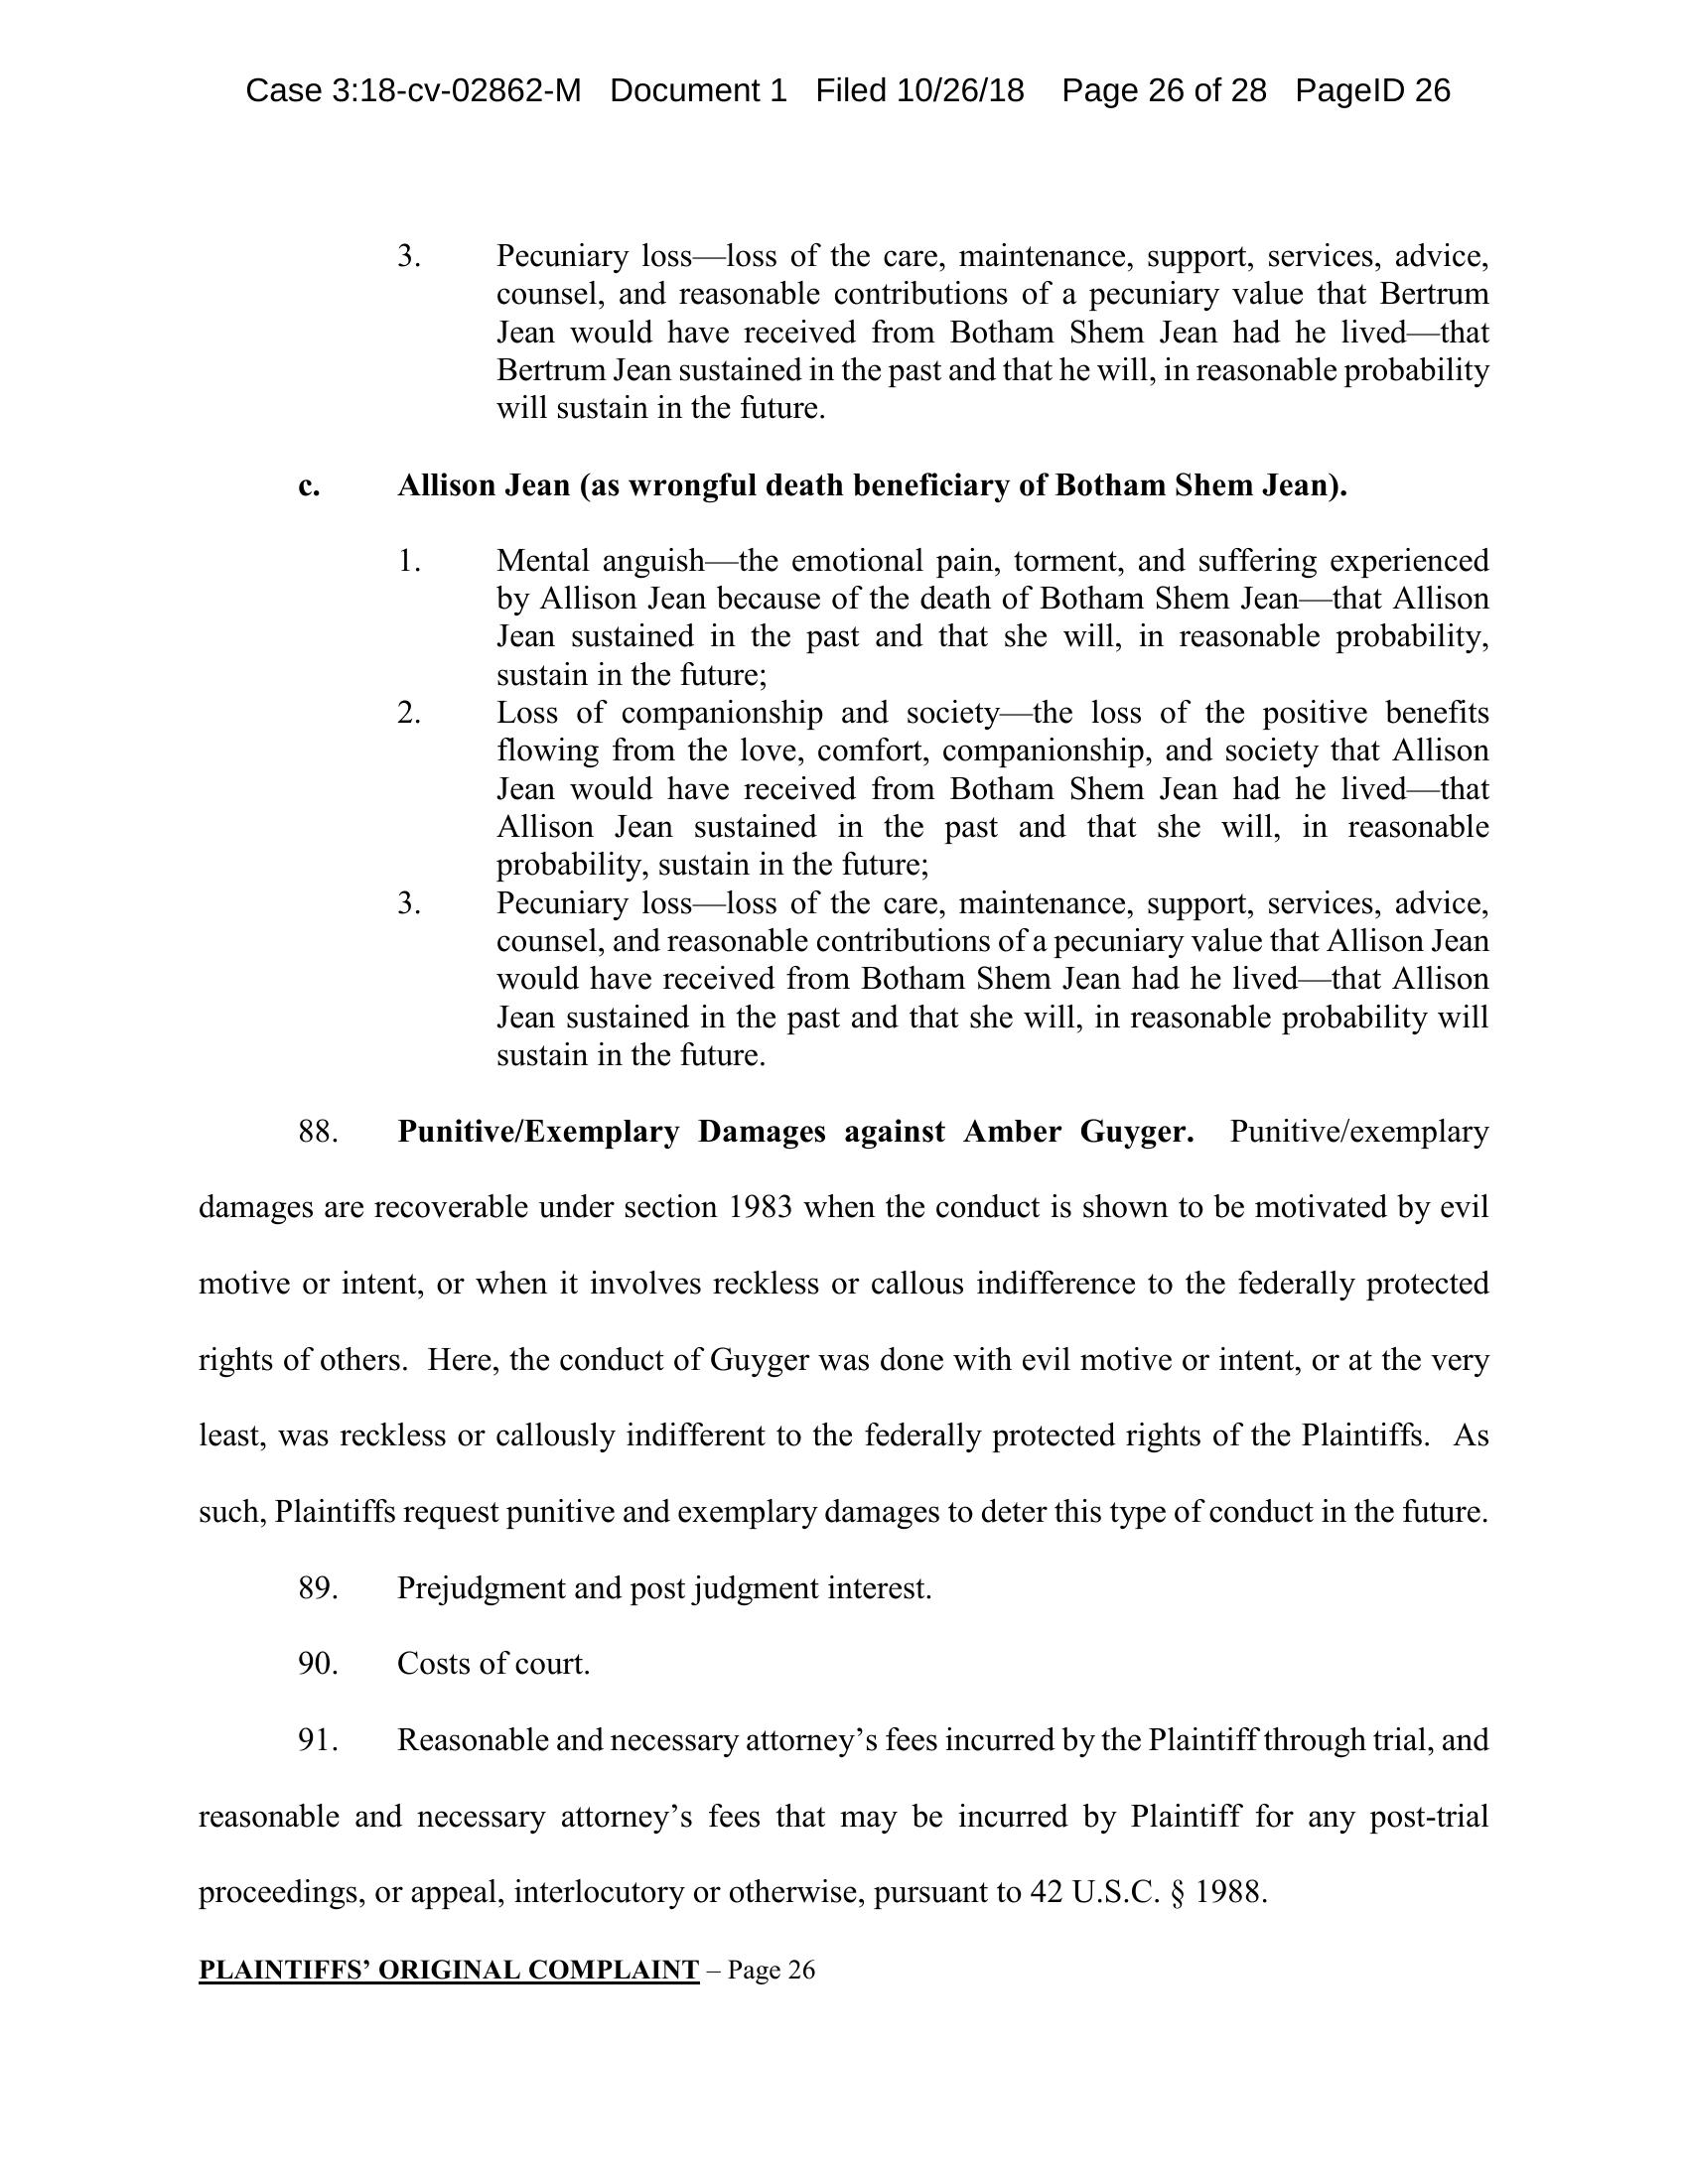 Case 3:18-cv-02862-M Document 1 Filed 10/26/18 Page 26 of 28 PageID 26
3. Pecuniary loss—loss of the care, maintenance, support, services, advice,
counsel, and reasonable contributions of a pecuniary value that Bertrum
Jean would have received from Botham Shem Jean had he lived—that
Bertrum Jean sustained in the past and that he will, in reasonable probability
will sustain in the future.
c. Allison Jean (as wrongful death beneficiary of Botham Shem Jean).
1. Mental anguish—the emotional pain, torment, and suffering experienced
by Allison Jean because of the death of Botham Shem Jean—that Allison
Jean sustained in the past and that she will, in reasonable probability,
sustain in the future;
2. Loss of companionship and society—the loss of the positive benefits
flowing from the love, comfort, companionship, and society that Allison
Jean would have received from Botham Shem Jean had he lived—that
Allison Jean sustained in the past and that she will, in reasonable
probability, sustain in the future;
3. Pecuniary loss—loss of the care, maintenance, support, services, advice,
counsel, and reasonable contributions of a pecuniary value that Allison Jean
would have received from Botham Shem Jean had he lived—that Allison
Jean sustained in the past and that she will, in reasonable probability will
sustain in the future.
88. Punitive/Exemplary Damages against Amber Guyger. Punitive/exemplary
damages are recoverable under section 1983 when the conduct is shown to be motivated by evil
motive or intent, or when it involves reckless or callous indifference to the federally protected
rights of others. Here, the conduct of Guyger was done with evil motive or intent, or at the very
least, was reckless or callously indifferent to the federally protected rights of the Plaintiffs. As
such, Plaintiffs request punitive and exemplary damages to deter this type of conduct in the future.
89. Prejudgment and post judgment interest.
90. Costs of court.
91. Reasonable and necessary attorney’s fees incurred by the Plaintiff through trial, and
reasonable and necessary attorney’s fees that may be incurred by Plaintiff for any post-trial
proceedings, or appeal, interlocutory or otherwise, pursuant to 42 U.S.C. § 1988.
PLAINTIFFS’ ORIGINAL COMPLAINT – Page 26